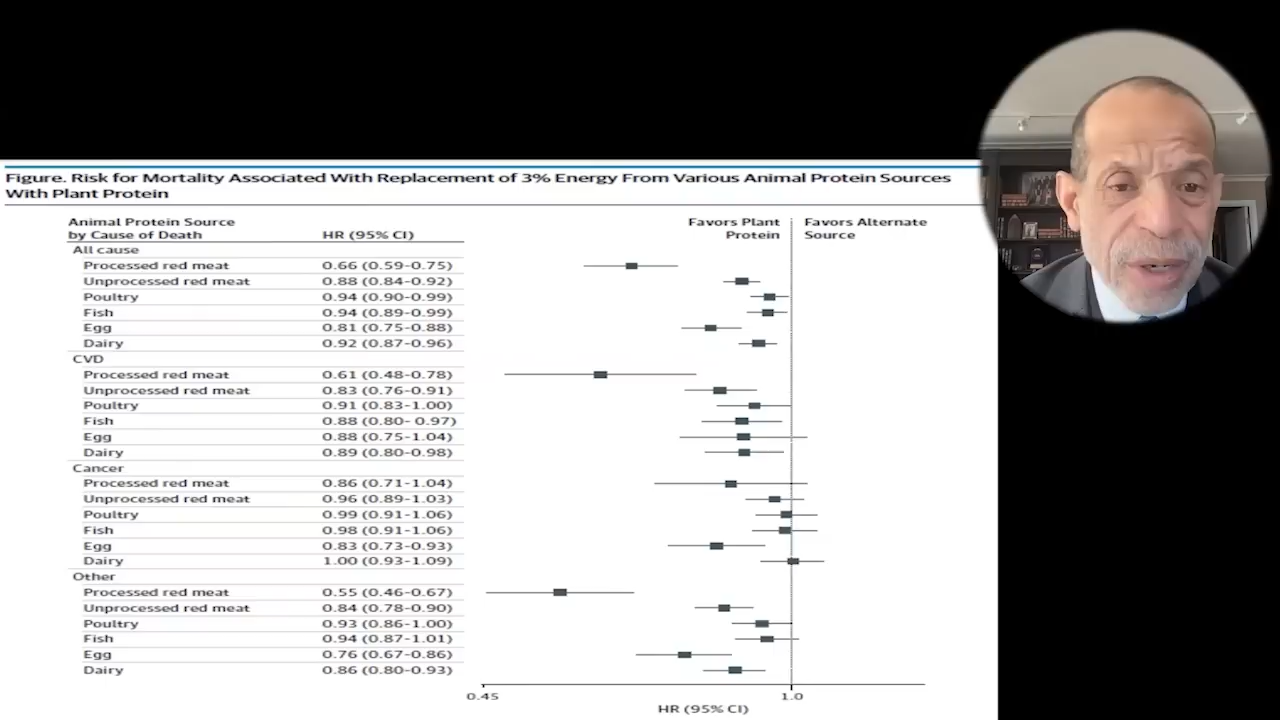 Figure. Risk for Mortality Associated With Replacement of 3% Energy From Various Animal Protein Sources
With Plant Protein
Animal Protein Source
by Cause of Death HR (95% CI)
Favors Plant
Protein
Favors Alternate
Source
All cause
Processed red meat 0.66 (0.59-0.75)
Unprocessed red meat 0.88 (0.84-0.92)
Poultry 0.94 (0.90-0.99)
Fish 0.94 (0.89-0.99)
Egg 0.81 (0.75-0.88)
Dairy 0.92 (0.87-0.96)
CVD
Processed red meat 0.61 (0.48-0.78)
Unprocessed red meat 0.83 (0.76-0.91)
Poultry 0.91 (0.83-1.00)
Fish 0.88 (0.80- 0.97)
Egg 0.88 (0.75-1.04)
Dairy 0.89 (0.80-0.98)
Cancer
Processed red meat 0.86 (0.71-1.04)
Unprocessed red meat 0.96 (0.89-1.03)
Poultry 0.99 (0.91-1.06)
Fish 0.98 (0.91-1.06)
Egg 0.83 (0.73-0.93)
Dairy 1.00 (0.93-1.09)
Other
Processed red meat 0.55 (0.46-0.67)
Unprocessed red meat 0.84 (0.78-0.90)
Poultry 0.93 (0.86-1.00)
Fish 0.94 (0.87-1.01)
Egg 0.76 (0.67-0.86)
Dairy 0.86 (0.80-0.93)
0.45 1.0
HR (95% CI)